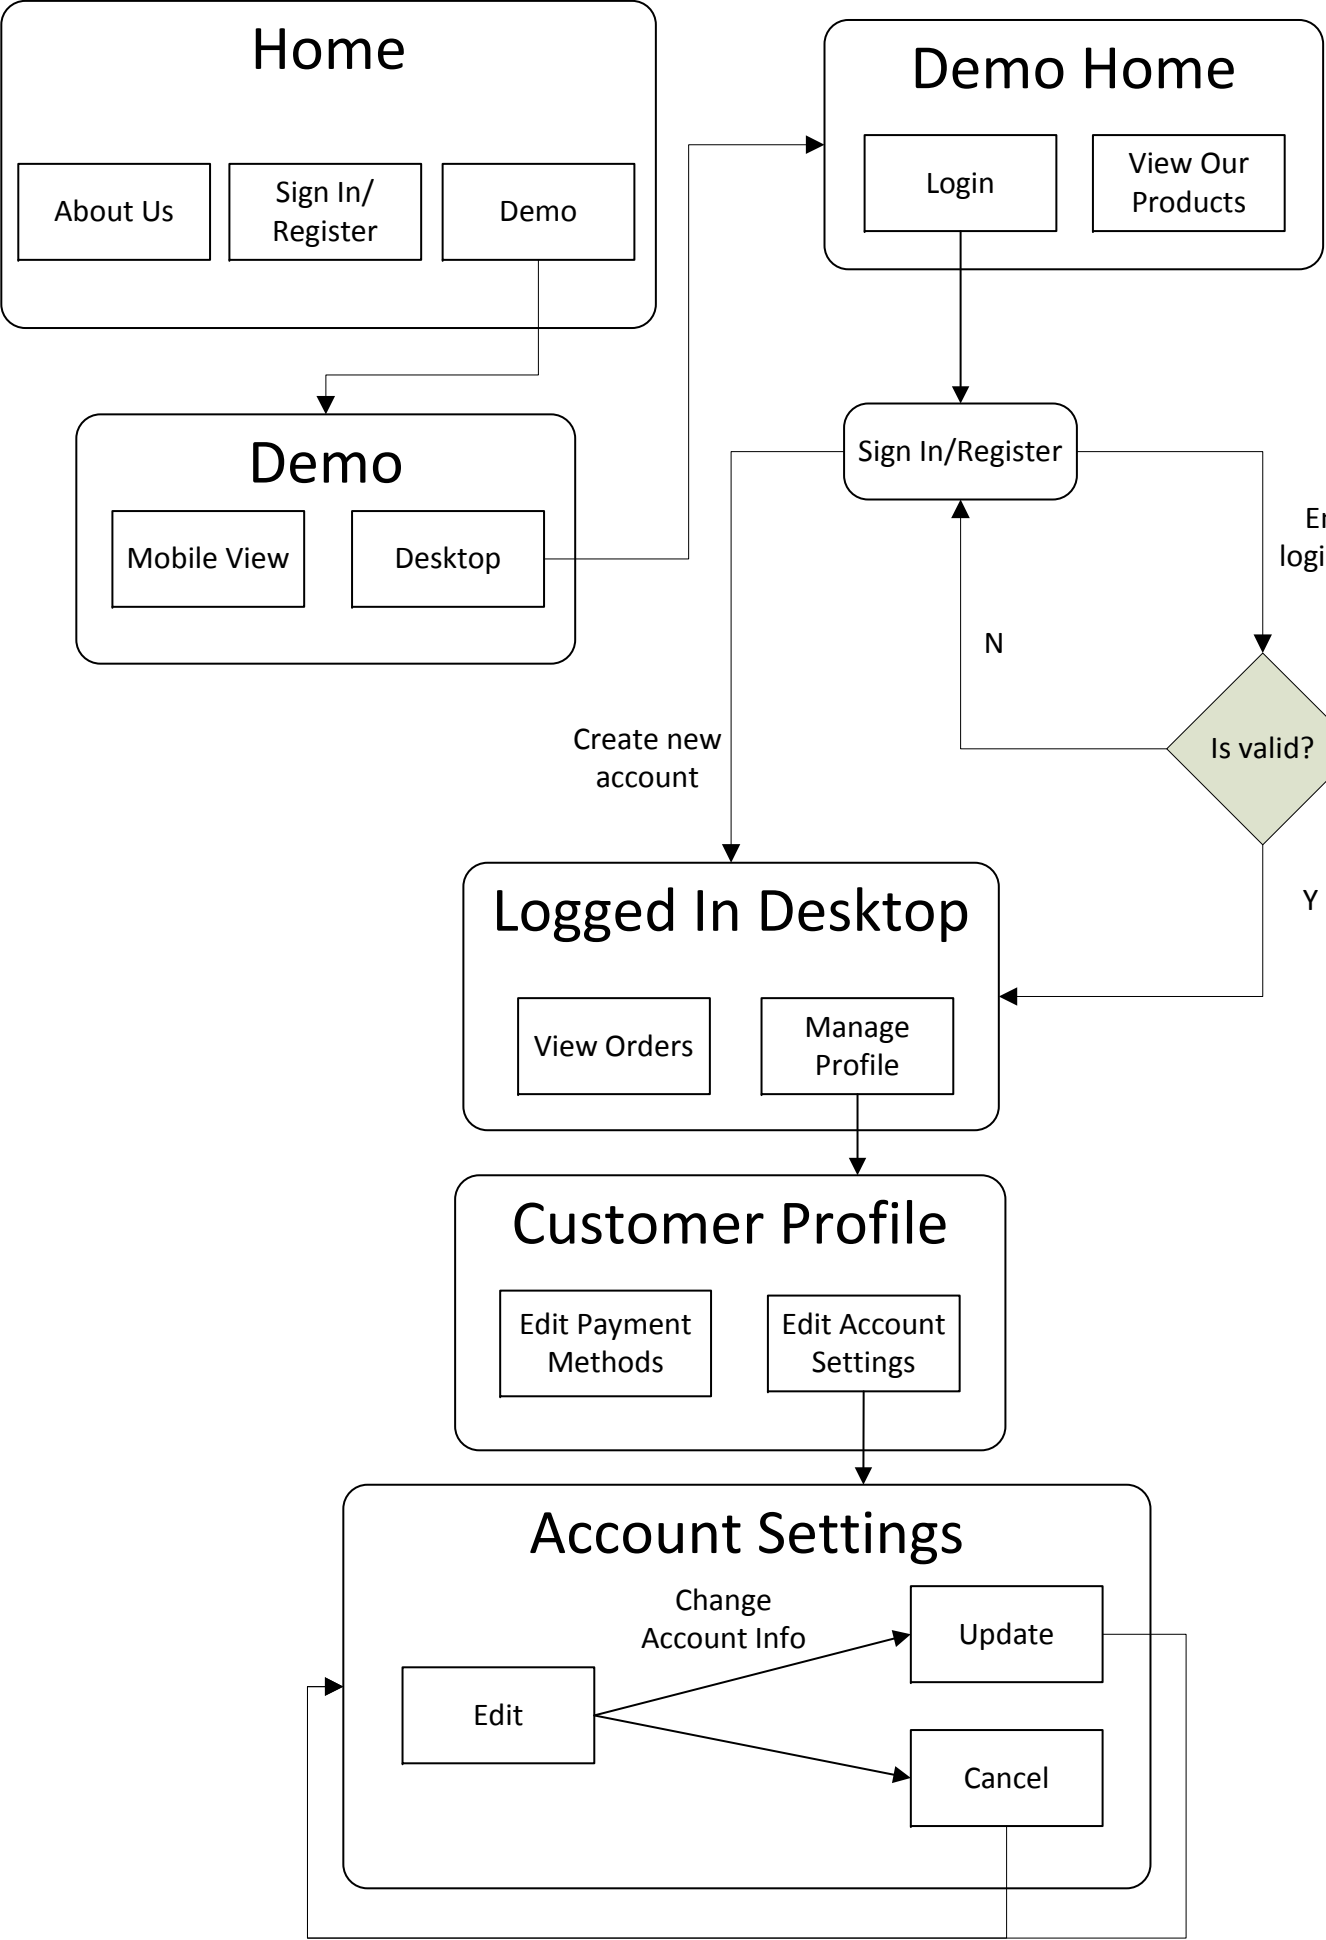 Home
About Us
Sign In/
Register
Demo
Demo Home
Login
View Our
Products
Demo
Mobile View
Desktop
Sign In/Register
N
Is valid?
Create new
account
Y
Logged In Desktop
View Orders
Manage
Profile
Customer Profile
Edit Payment
Methods
Edit Account
Settings
Account Settings
Change
Account Info
Update
Edit
Cancel